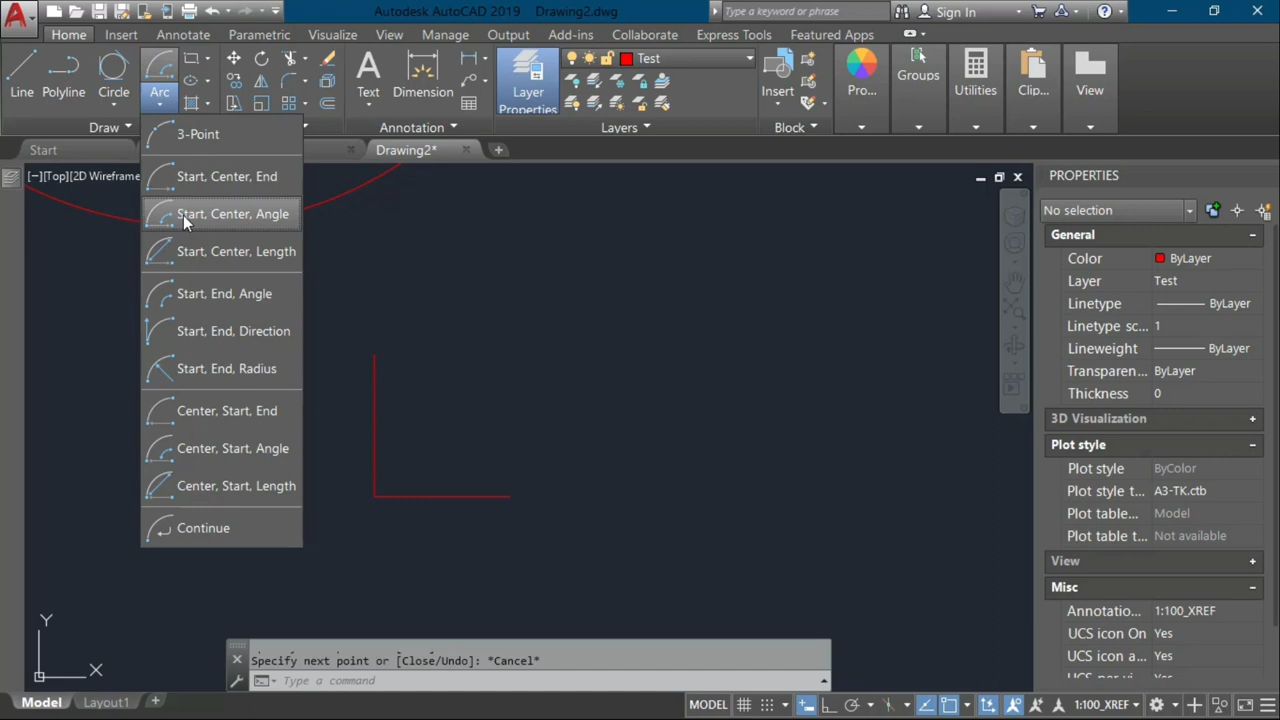 Autodesk AutoCAD 2019 Drawing2.dwg
Type a keyword or phrase
Sign In
Home Insert Annotate Parametric Visualize View Manage Output Add-ins Collaborate Express Tools Featured Apps
Test
Line Polyline Circle Arc
Text Dimension
Layer
Properties
Insert
Pro...
Groups
Utilities
Clip...
View
Draw Annotation Layers Block
Start Drawing2*
[−][Top][2D Wireframe
3-Point
Start, Center, End
Start, Center, Angle
Start, Center, Length
Start, End, Angle
Start, End, Direction
Start, End, Radius
Center, Start, End
Center, Start, Angle
Center, Start, Length
Continue
Y
X
PROPERTIES
No selection
General
Color ByLayer
Layer Test
Linetype ByLayer
Linetype sc... 1
Lineweight ByLayer
Transparen... ByLayer
Thickness 0
3D Visualization
Plot style
Plot style ByColor
Plot style t... A3-TK.ctb
Plot table... Model
Plot table t... Not available
View
Misc
Annotatio... 1:100_XREF
UCS icon On Yes
UCS icon a... Yes
Specify next point or [Close/Undo]: *Cancel*
Type a command
Model Layout1
MODEL 1:100_XREF